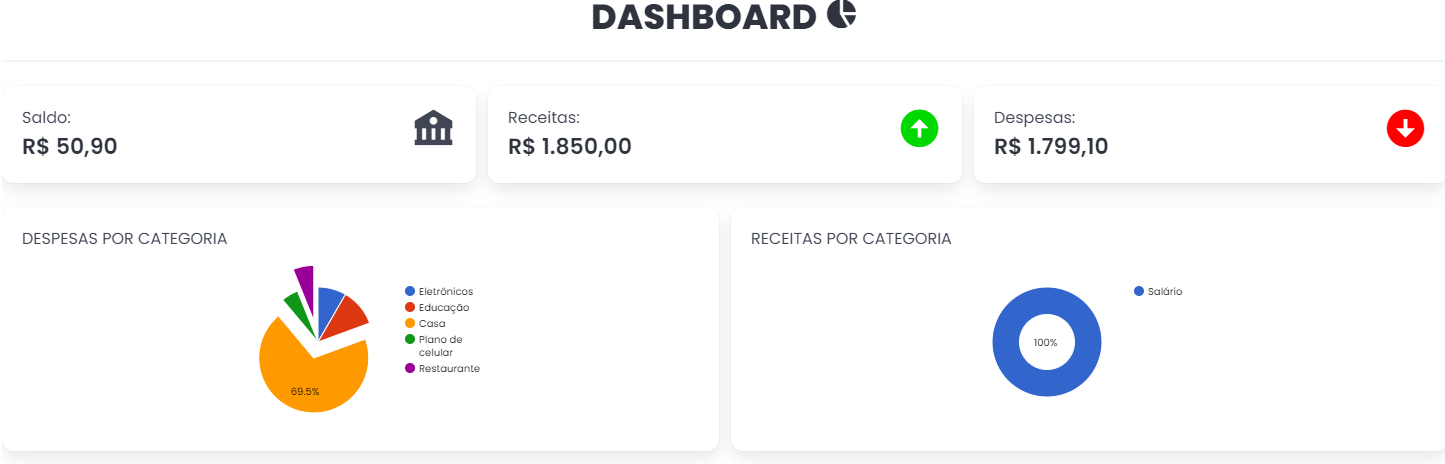 DASHBOARD
Saldo:
R$ 50,90
Receitas:
R$ 1.850,00
Despesas:
R$ 1.799,10
DESPESAS POR CATEGORIA
Eletrônicos
Educação
Casa
Plano de
celular
Restaurante
69.5%
RECEITAS POR CATEGORIA
Salário
100%